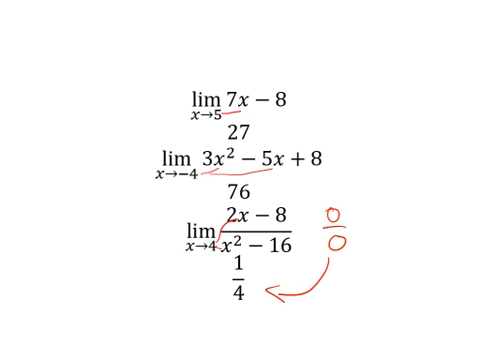 lim x→5 7x − 8
27
lim x→−4 3x² − 5x + 8
76
lim x→4 (2x − 8)/(x² − 16) 0/0
1/4